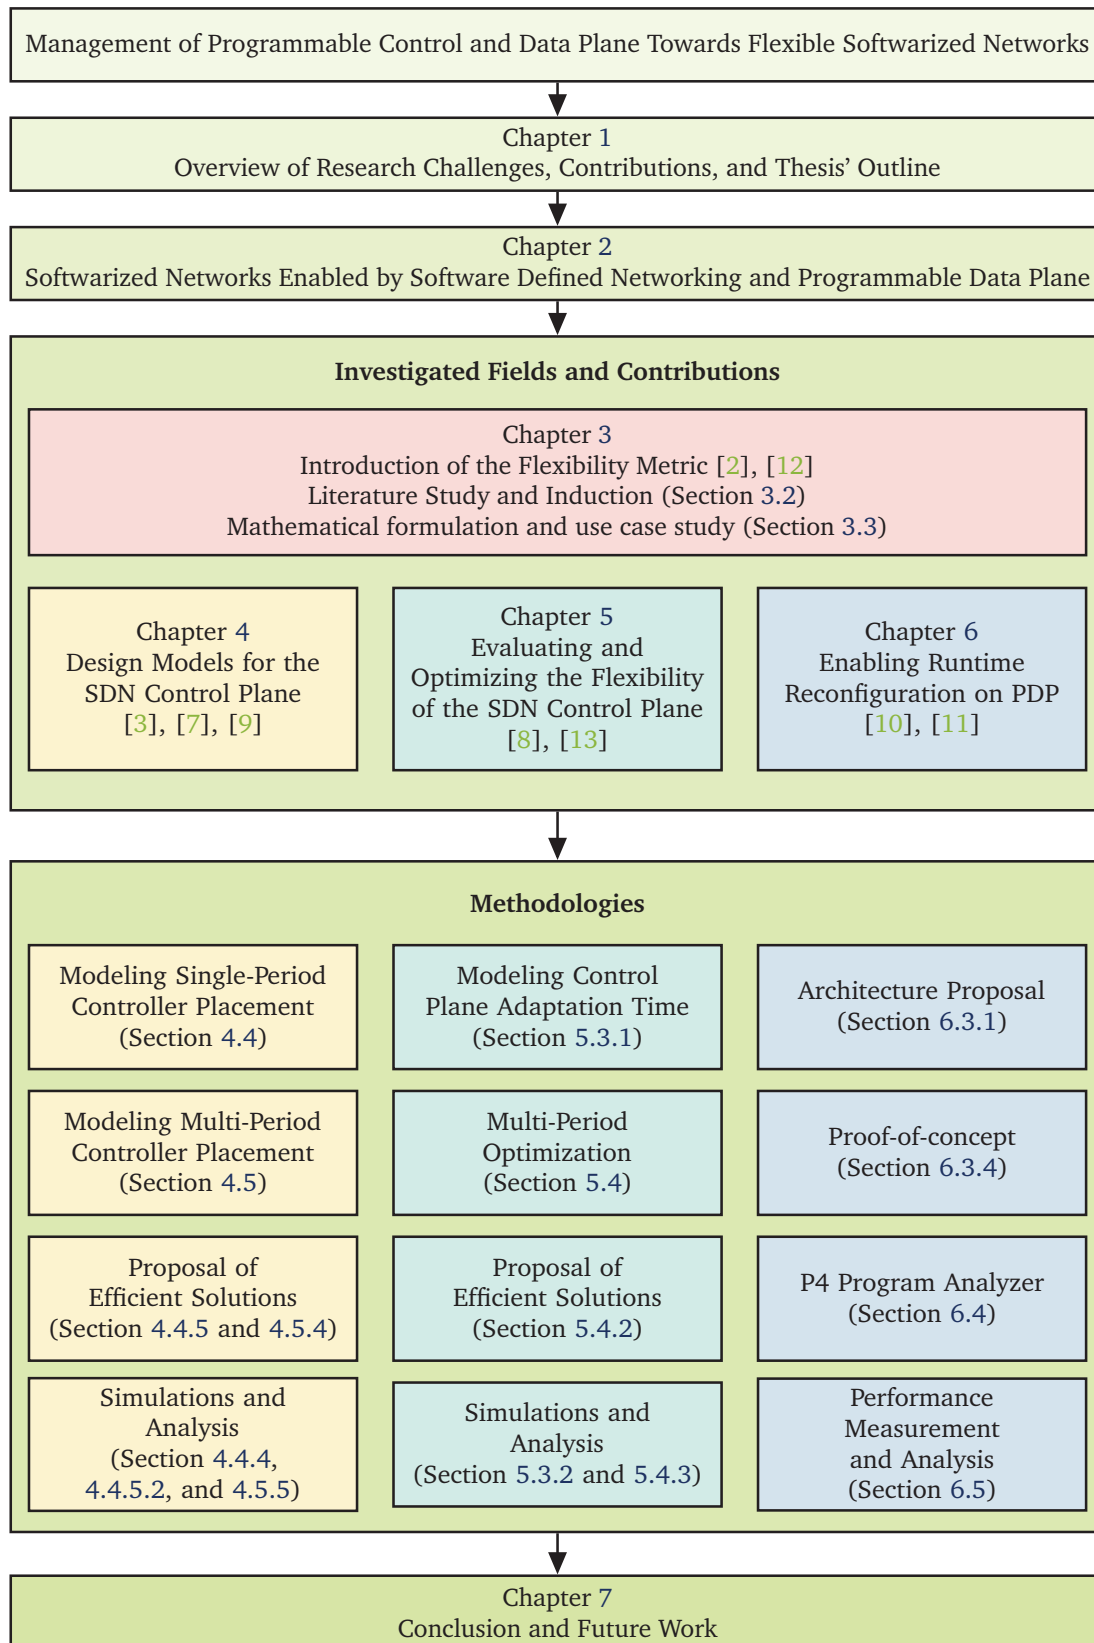 Management of Programmable Control and Data Plane Towards Flexible Softwarized Networks
Chapter 1
Overview of Research Challenges, Contributions, and Thesis’ Outline
Chapter 2
Softwarized Networks Enabled by Software Defined Networking and Programmable Data Plane
Investigated Fields and Contributions
Chapter 3
Introduction of the Flexibility Metric [2], [12]
Literature Study and Induction (Section 3.2)
Mathematical formulation and use case study (Section 3.3)
Chapter 4
Design Models for the
SDN Control Plane
[3], [7], [9]
Chapter 5
Evaluating and
Optimizing the Flexibility
of the SDN Control Plane
[8], [13]
Chapter 6
Enabling Runtime
Reconfiguration on PDP
[10], [11]
Methodologies
Modeling Single-Period
Controller Placement
(Section 4.4)
Modeling Control
Plane Adaptation Time
(Section 5.3.1)
Architecture Proposal
(Section 6.3.1)
Modeling Multi-Period
Controller Placement
(Section 4.5)
Multi-Period
Optimization
(Section 5.4)
Proof-of-concept
(Section 6.3.4)
Proposal of
Efficient Solutions
(Section 4.4.5 and 4.5.4)
Proposal of
Efficient Solutions
(Section 5.4.2)
P4 Program Analyzer
(Section 6.4)
Simulations and
Analysis
(Section 4.4.4,
4.4.5.2, and 4.5.5)
Simulations and
Analysis
(Section 5.3.2 and 5.4.3)
Performance
Measurement
and Analysis
(Section 6.5)
Chapter 7
Conclusion and Future Work